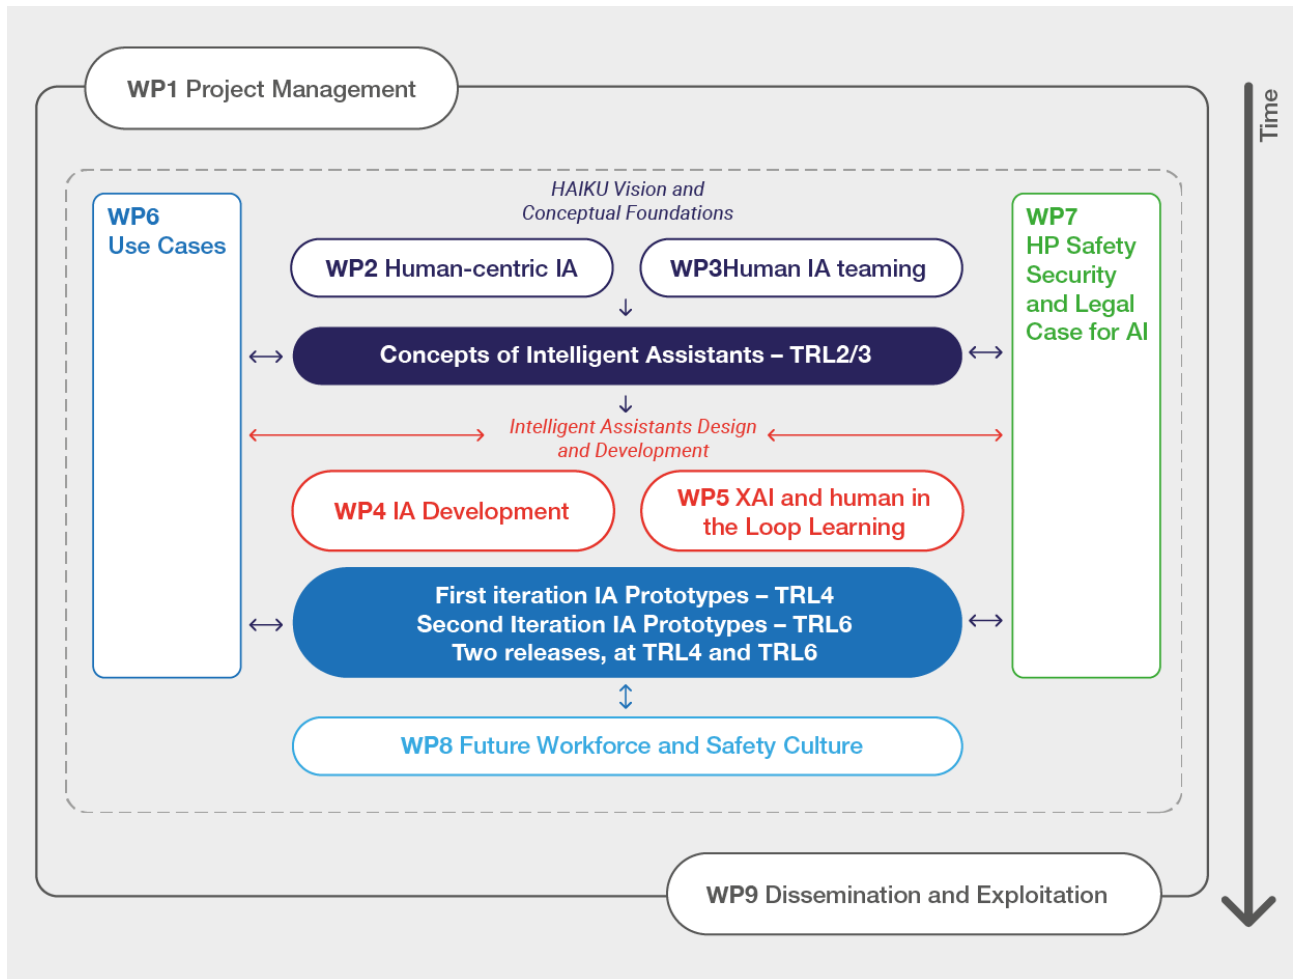 WP1 Project Management
Time
HAIKU Vision and
Conceptual Foundations
WP6
Use Cases
WP7
HP Safety
Security
and Legal
Case for AI
WP2 Human-centric IA
WP3Human IA teaming
Concepts of Intelligent Assistants – TRL2/3
Intelligent Assistants Design
and Development
WP4 IA Development
WP5 XAI and human in
the Loop Learning
First iteration IA Prototypes – TRL4
Second Iteration IA Prototypes – TRL6
Two releases, at TRL4 and TRL6
WP8 Future Workforce and Safety Culture
WP9 Dissemination and Exploitation